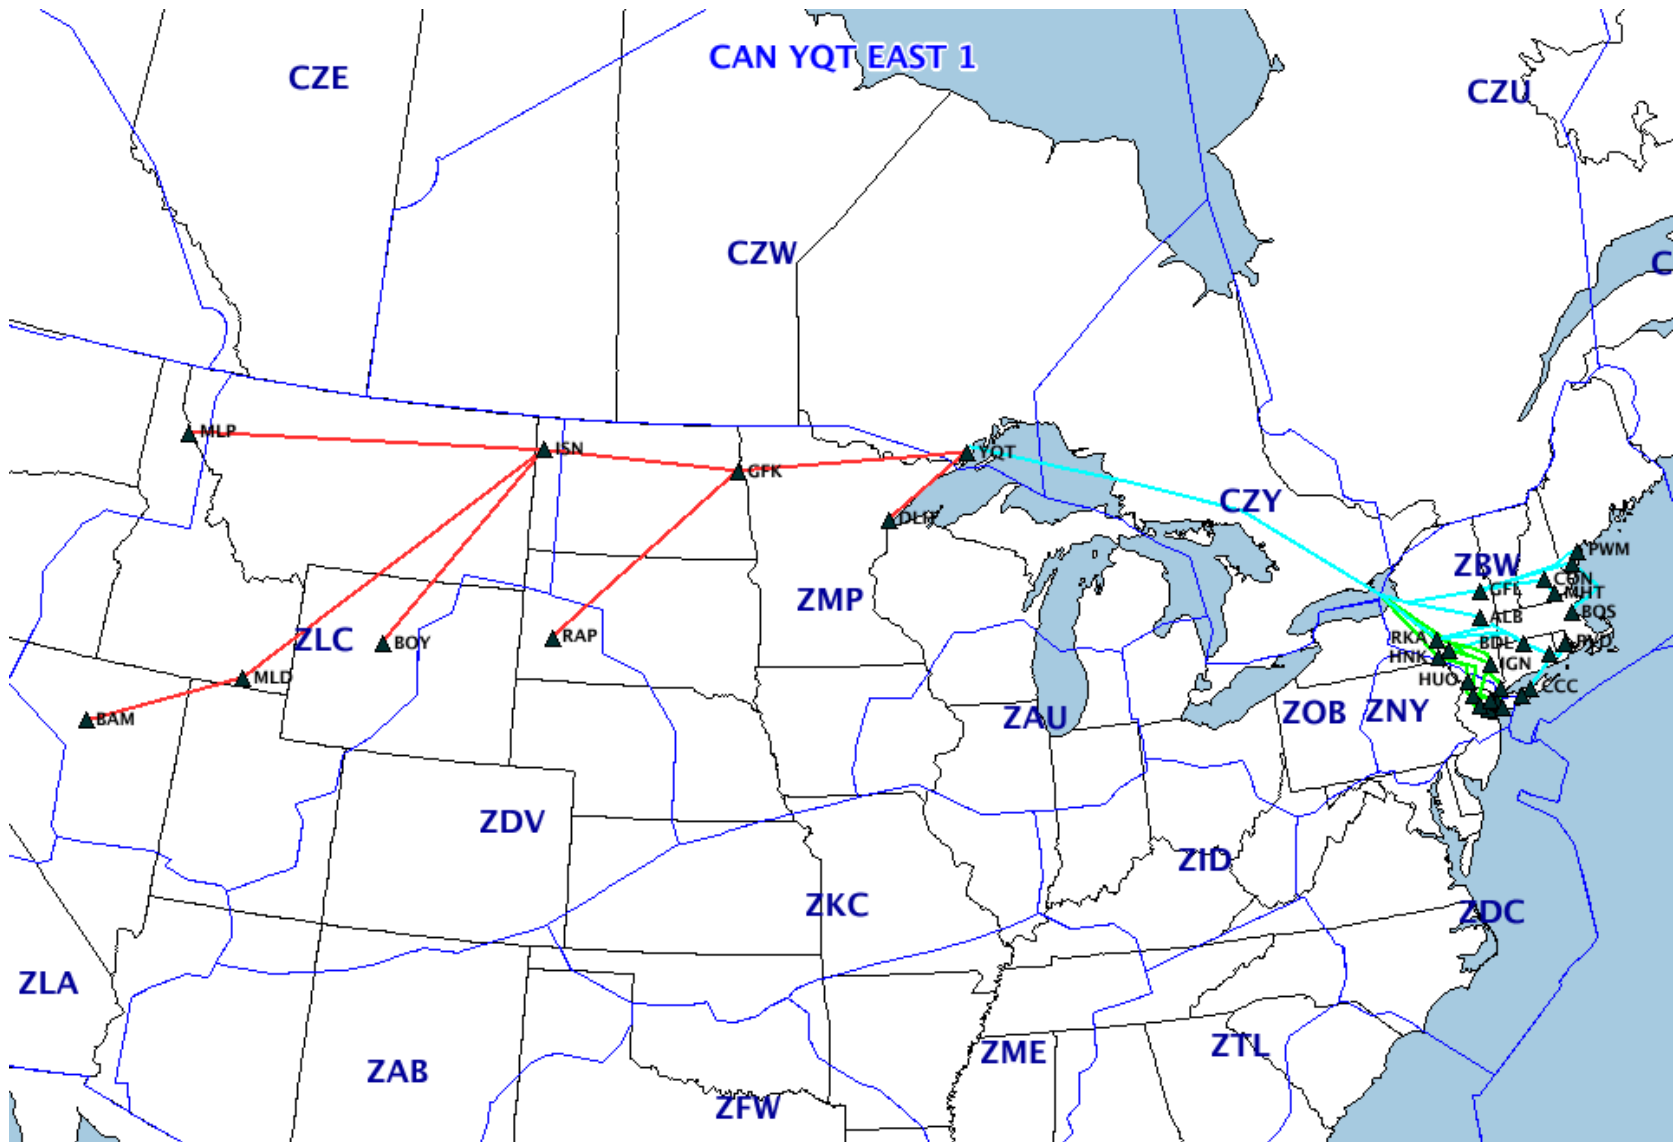 CAN YQT EAST 1
CZE
CZU
CZW
C
MLP
ISN
GFK
YQT
DLH
CZY
ZBW
PWM
CON
GFL
MHT
ALB
BOS
ZMP
RKA
BDL
PVD
ZLC
BOY
RAP
HNK
IGN
MLD
HUO
CCC
BAM
ZAU
ZOB
ZNY
ZDV
ZID
ZKC
ZDC
ZLA
ZME
ZTL
ZAB
ZFW